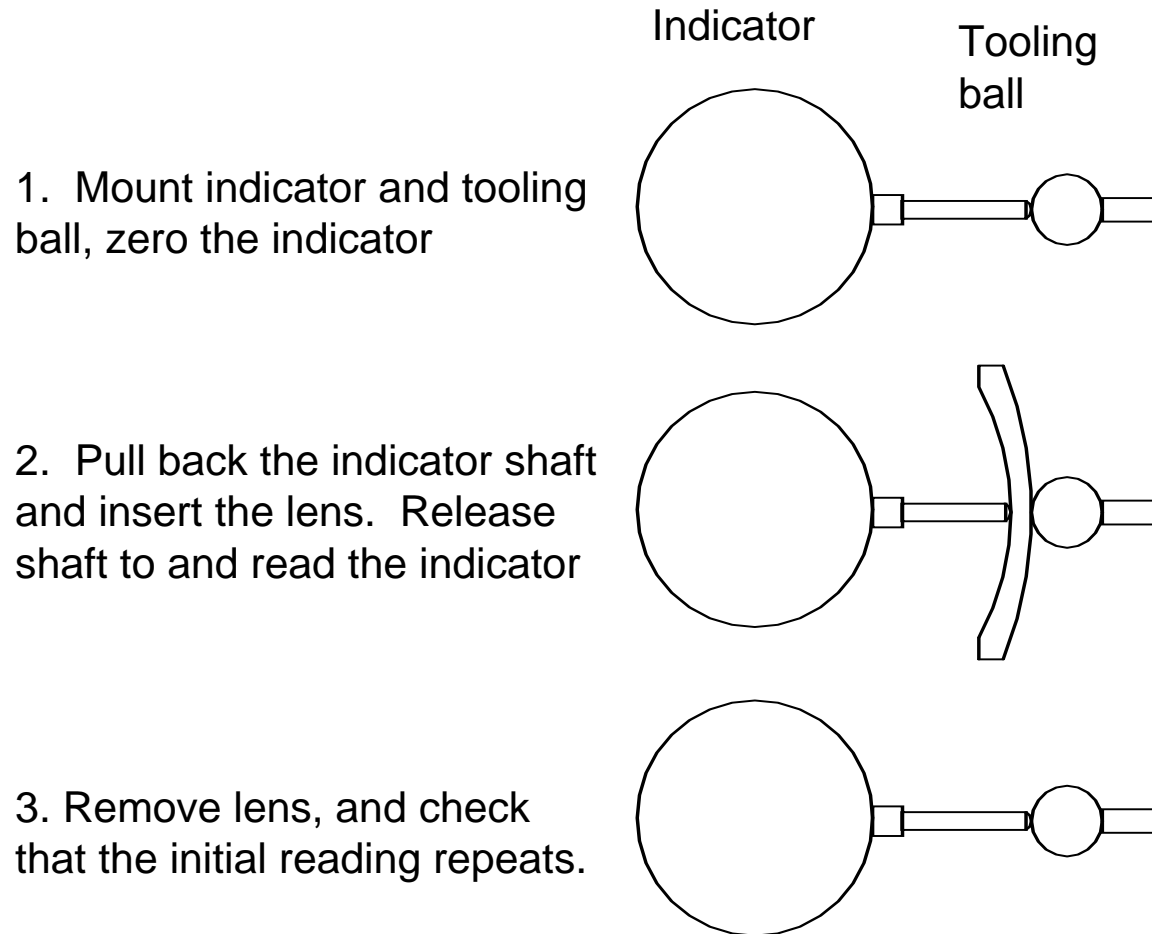 Indicator
Tooling
ball
1.  Mount indicator and tooling
ball, zero the indicator
2.  Pull back the indicator shaft
and insert the lens.  Release
shaft to and read the indicator
3. Remove lens, and check
that the initial reading repeats.